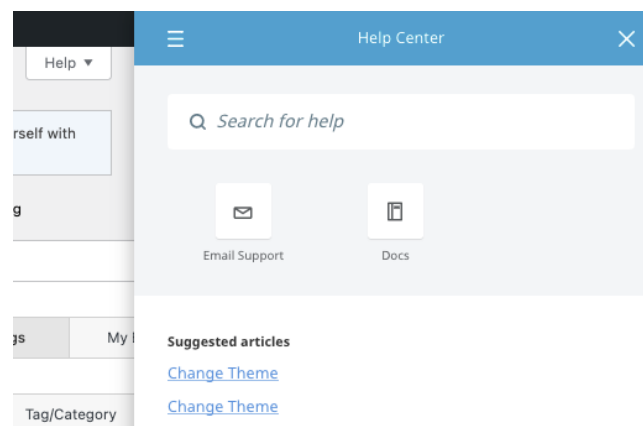 Help Center
Help ▼
Search for help
rself with
g
Email Support
Docs
gs
My
Suggested articles
Change Theme
Change Theme
Tag/Category